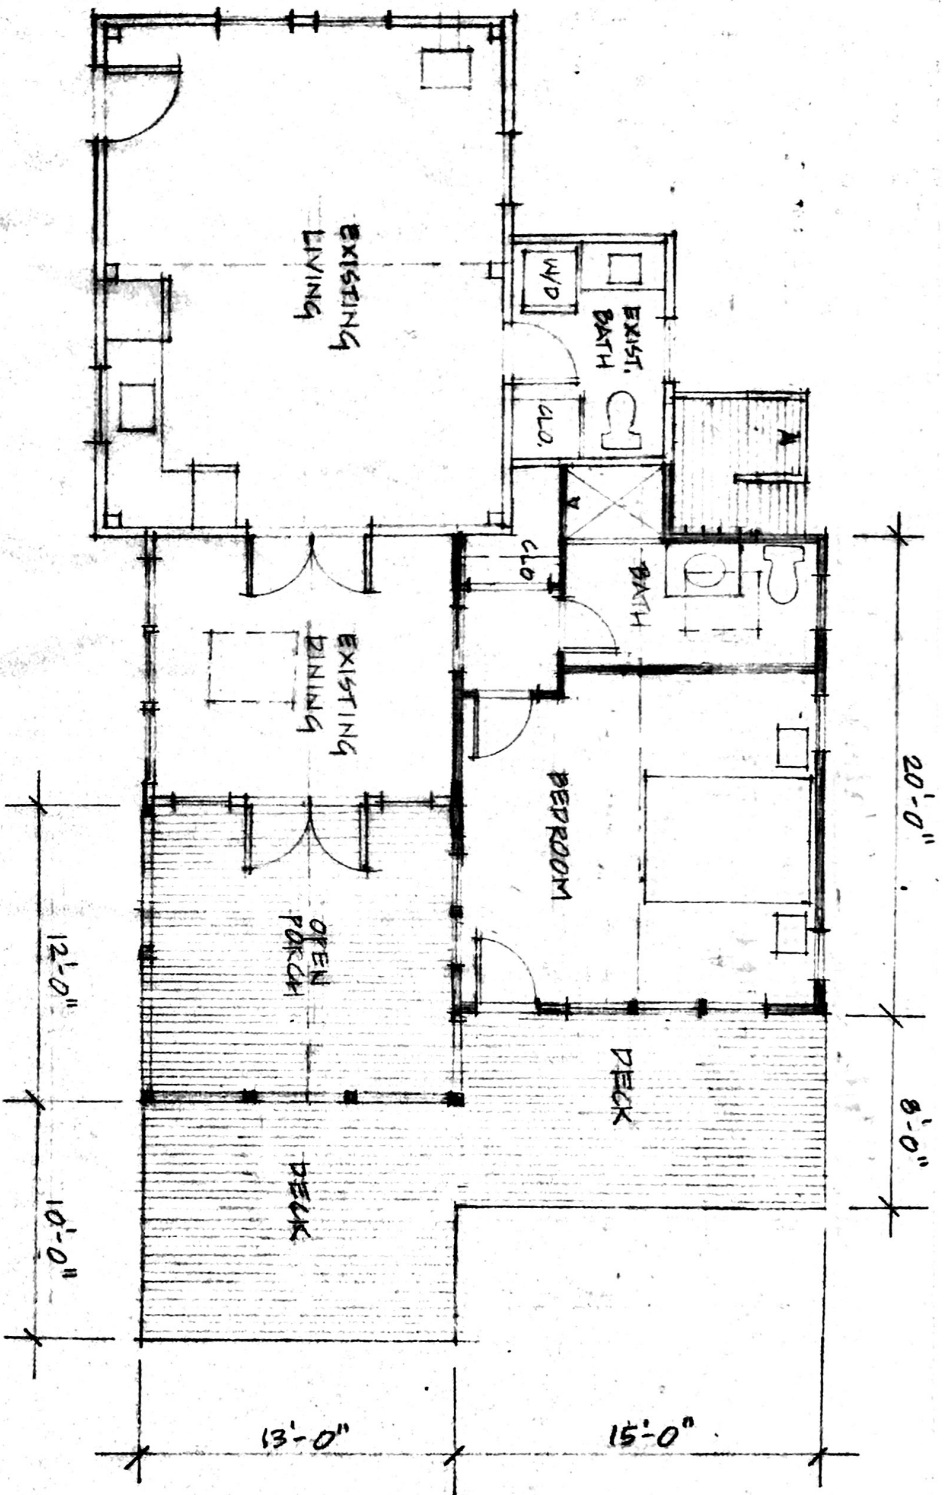 EXISTING
LIVING
W/D
EXIST.
BATH
CLO.
CLO
BATH
EXISTING
DINING
BEDROOM
OPEN
PORCH
DECK
DECK
20'-0"
8'-0"
12'-0"
10'-0"
13'-0"
15'-0"